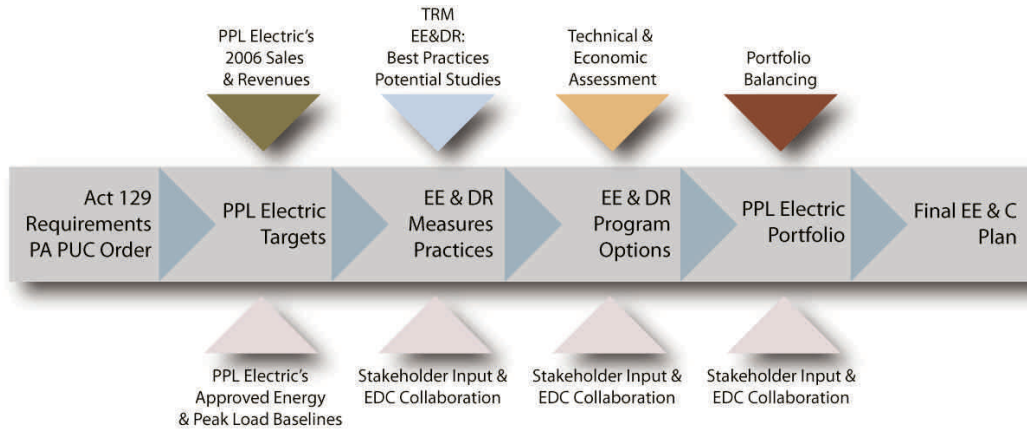 PPL Electric's
2006 Sales
& Revenues
TRM
EE&DR:
Best Practices
Potential Studies
Technical &
Economic
Assessment
Portfolio
Balancing
Act 129
Requirements
PA PUC Order
PPL Electric
Targets
EE & DR
Measures
Practices
EE & DR
Program
Options
PPL Electric
Portfolio
Final EE & C
Plan
PPL Electric's
Approved Energy
& Peak Load Baselines
Stakeholder Input &
EDC Collaboration
Stakeholder Input &
EDC Collaboration
Stakeholder Input &
EDC Collaboration